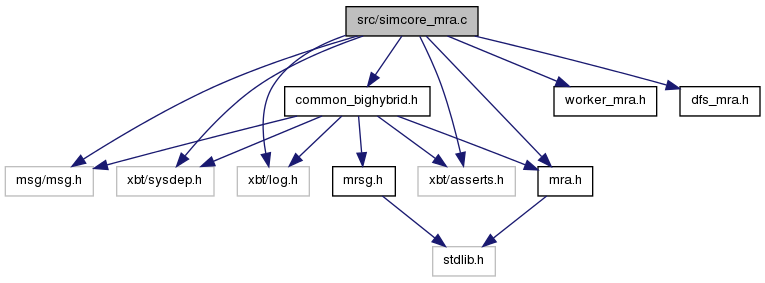 src/simcore_mra.c
common_bighybrid.h
worker_mra.h
dfs_mra.h
msg/msg.h
xbt/sysdep.h
xbt/log.h
mrsg.h
xbt/asserts.h
mra.h
stdlib.h